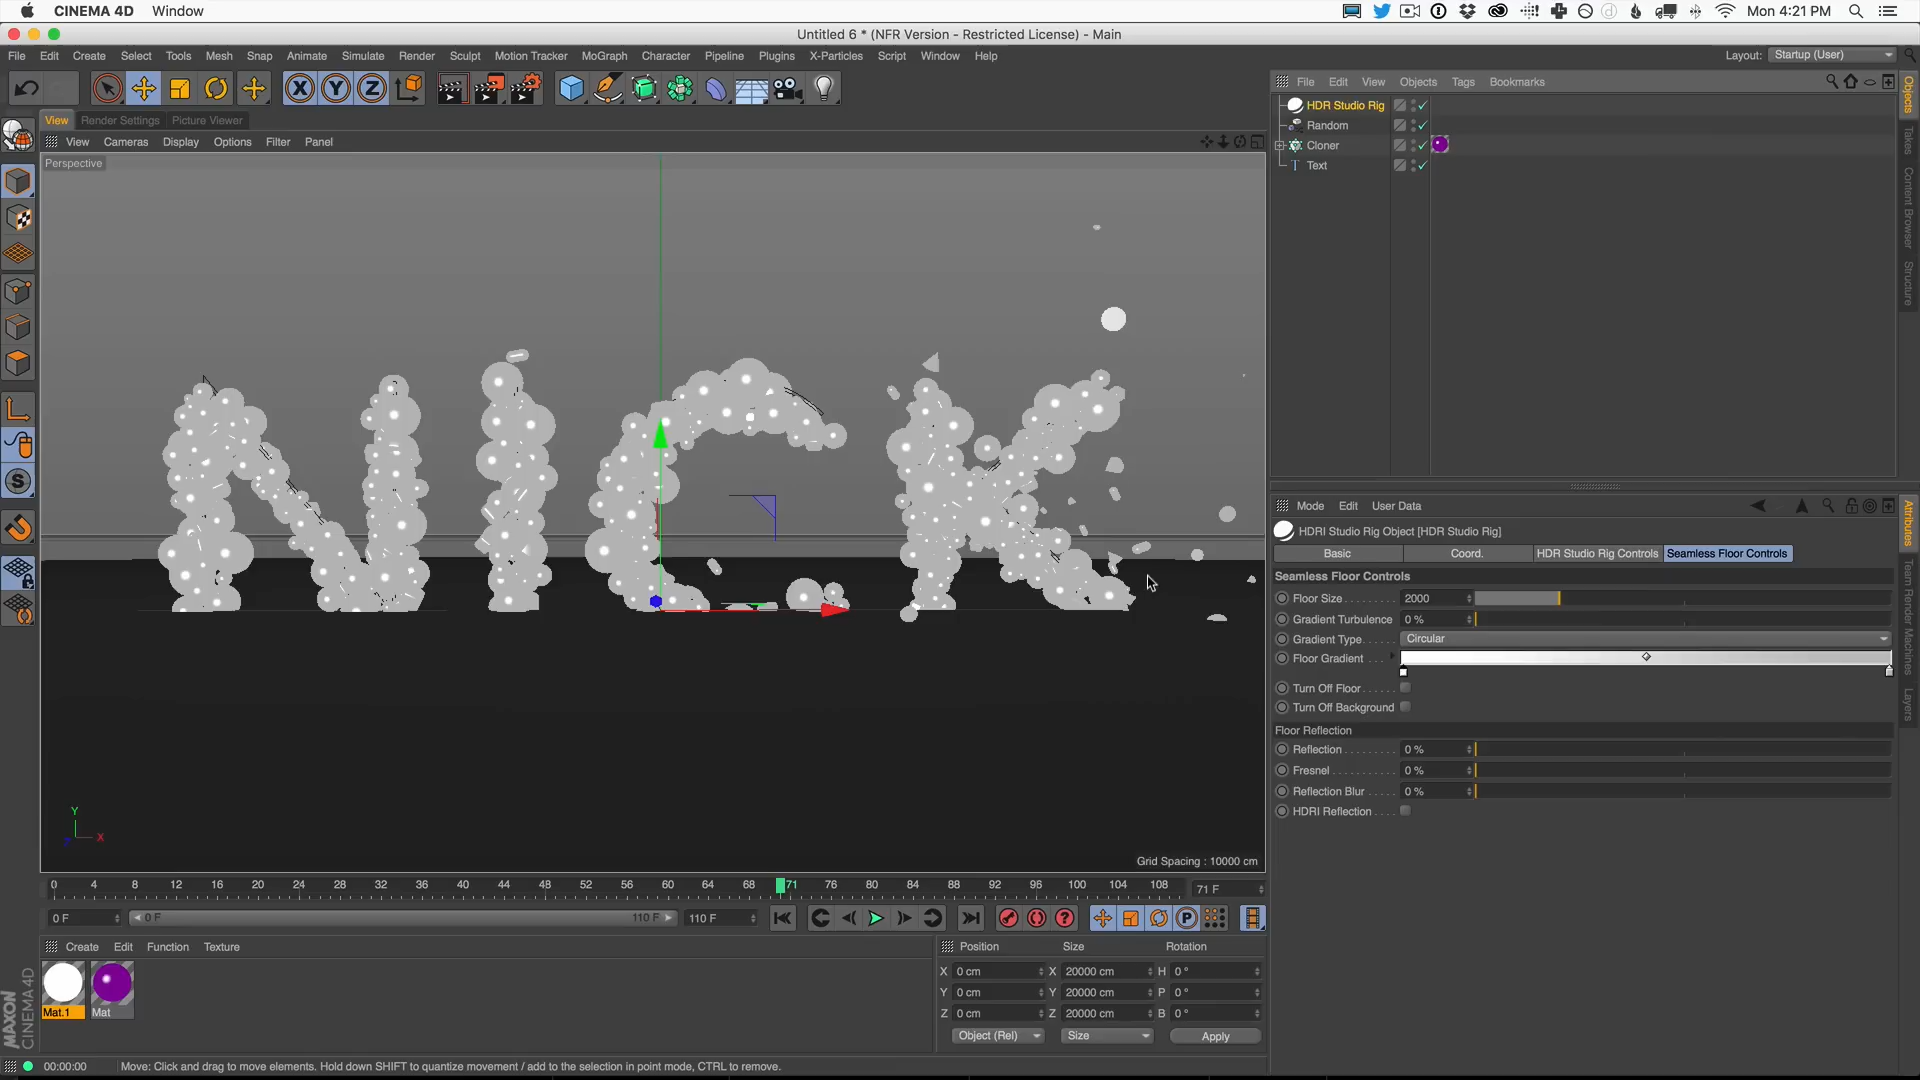 CINEMA 4D Window
Mon 4:21 PM
Untitled 6 * (NFR Version - Restricted License) - Main
File Edit Create Select Tools Mesh Snap Animate Simulate Render Sculpt Motion Tracker MoGraph Character Pipeline Plugins X-Particles Script Window Help
Layout: Startup (User)
X Y Z
File Edit View Objects Tags Bookmarks
View Render Settings Picture Viewer
View Cameras Display Options Filter Panel
Perspective
HDR Studio Rig
Random
Cloner
Text
Objects
Takes
Content Browser
Structure
Mode Edit User Data
HDRI Studio Rig Object [HDR Studio Rig]
Basic Coord. HDR Studio Rig Controls Seamless Floor Controls
Seamless Floor Controls
Floor Size 2000
Gradient Turbulence 0 %
Gradient Type Circular
Floor Gradient
Turn Off Floor
Turn Off Background
Floor Reflection
Reflection 0 %
Fresnel 0 %
Reflection Blur 0 %
HDRI Reflection
Attributes
Team Render Machines
Layers
Y
X
Z
Grid Spacing : 10000 cm
0 4 8 12 16 20 24 28 32 36 40 44 48 52 56 60 64 68 71 76 80 84 88 92 96 100 104 108
71 F
0 F 0 F 110 F 110 F
Create Edit Function Texture
Position Size Rotation
X 0 cm X 20000 cm H 0 °
Y 0 cm Y 20000 cm P 0 °
Z 0 cm Z 20000 cm B 0 °
Object (Rel) Size Apply
Mat.1 Mat
MAXON
CINEMA 4D
00:00:00 Move: Click and drag to move elements. Hold down SHIFT to quantize movement / add to the selection in point mode, CTRL to remove.